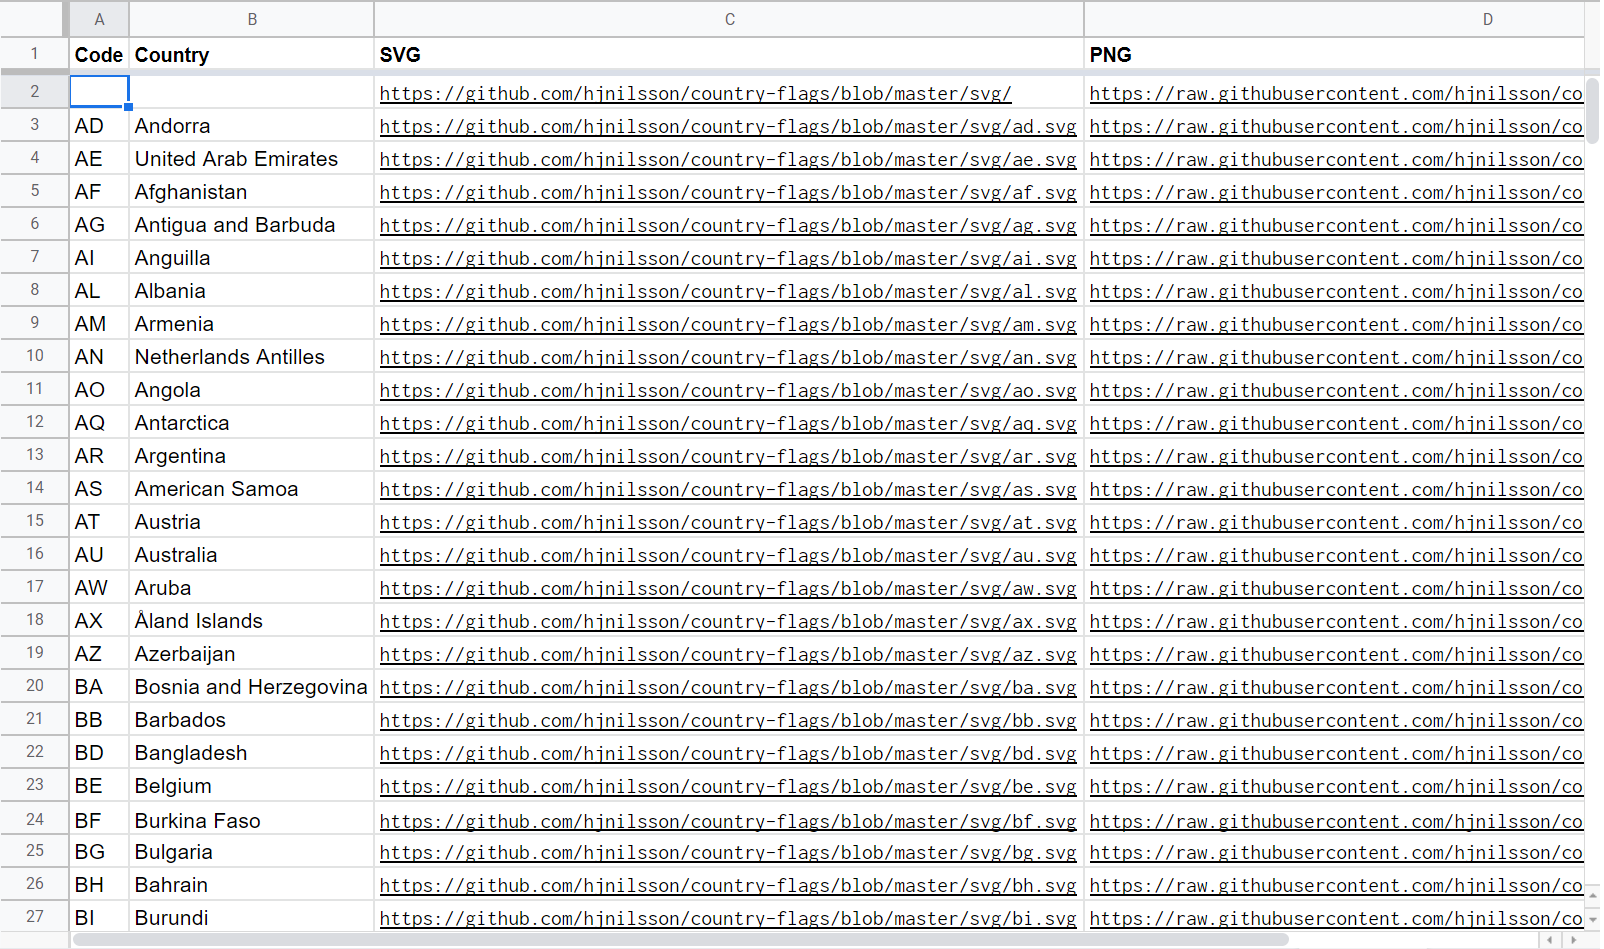 A B C D
1 Code Country SVG PNG
2 https://github.com/hjnilsson/country-flags/blob/master/svg/ https://raw.githubusercontent.com/hjnilsson/co
3 AD Andorra https://github.com/hjnilsson/country-flags/blob/master/svg/ad.svg https://raw.githubusercontent.com/hjnilsson/co
4 AE United Arab Emirates https://github.com/hjnilsson/country-flags/blob/master/svg/ae.svg https://raw.githubusercontent.com/hjnilsson/co
5 AF Afghanistan https://github.com/hjnilsson/country-flags/blob/master/svg/af.svg https://raw.githubusercontent.com/hjnilsson/co
6 AG Antigua and Barbuda https://github.com/hjnilsson/country-flags/blob/master/svg/ag.svg https://raw.githubusercontent.com/hjnilsson/co
7 AI Anguilla https://github.com/hjnilsson/country-flags/blob/master/svg/ai.svg https://raw.githubusercontent.com/hjnilsson/co
8 AL Albania https://github.com/hjnilsson/country-flags/blob/master/svg/al.svg https://raw.githubusercontent.com/hjnilsson/co
9 AM Armenia https://github.com/hjnilsson/country-flags/blob/master/svg/am.svg https://raw.githubusercontent.com/hjnilsson/co
10 AN Netherlands Antilles https://github.com/hjnilsson/country-flags/blob/master/svg/an.svg https://raw.githubusercontent.com/hjnilsson/co
11 AO Angola https://github.com/hjnilsson/country-flags/blob/master/svg/ao.svg https://raw.githubusercontent.com/hjnilsson/co
12 AQ Antarctica https://github.com/hjnilsson/country-flags/blob/master/svg/aq.svg https://raw.githubusercontent.com/hjnilsson/co
13 AR Argentina https://github.com/hjnilsson/country-flags/blob/master/svg/ar.svg https://raw.githubusercontent.com/hjnilsson/co
14 AS American Samoa https://github.com/hjnilsson/country-flags/blob/master/svg/as.svg https://raw.githubusercontent.com/hjnilsson/co
15 AT Austria https://github.com/hjnilsson/country-flags/blob/master/svg/at.svg https://raw.githubusercontent.com/hjnilsson/co
16 AU Australia https://github.com/hjnilsson/country-flags/blob/master/svg/au.svg https://raw.githubusercontent.com/hjnilsson/co
17 AW Aruba https://github.com/hjnilsson/country-flags/blob/master/svg/aw.svg https://raw.githubusercontent.com/hjnilsson/co
18 AX Åland Islands https://github.com/hjnilsson/country-flags/blob/master/svg/ax.svg https://raw.githubusercontent.com/hjnilsson/co
19 AZ Azerbaijan https://github.com/hjnilsson/country-flags/blob/master/svg/az.svg https://raw.githubusercontent.com/hjnilsson/co
20 BA Bosnia and Herzegovina https://github.com/hjnilsson/country-flags/blob/master/svg/ba.svg https://raw.githubusercontent.com/hjnilsson/co
21 BB Barbados https://github.com/hjnilsson/country-flags/blob/master/svg/bb.svg https://raw.githubusercontent.com/hjnilsson/co
22 BD Bangladesh https://github.com/hjnilsson/country-flags/blob/master/svg/bd.svg https://raw.githubusercontent.com/hjnilsson/co
23 BE Belgium https://github.com/hjnilsson/country-flags/blob/master/svg/be.svg https://raw.githubusercontent.com/hjnilsson/co
24 BF Burkina Faso https://github.com/hjnilsson/country-flags/blob/master/svg/bf.svg https://raw.githubusercontent.com/hjnilsson/co
25 BG Bulgaria https://github.com/hjnilsson/country-flags/blob/master/svg/bg.svg https://raw.githubusercontent.com/hjnilsson/co
26 BH Bahrain https://github.com/hjnilsson/country-flags/blob/master/svg/bh.svg https://raw.githubusercontent.com/hjnilsson/co
27 BI Burundi https://github.com/hjnilsson/country-flags/blob/master/svg/bi.svg https://raw.githubusercontent.com/hjnilsson/co